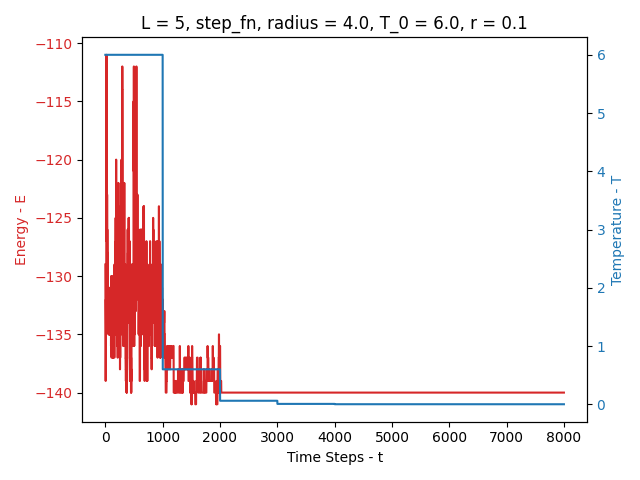 L = 5, step_fn, radius = 4.0, T_0 = 6.0, r = 0.1
−110
−115
−120
−125
−130
−135
−140
Energy - E
6
5
4
3
2
1
0
Temperature - T
0 1000 2000 3000 4000 5000 6000 7000 8000
Time Steps - t